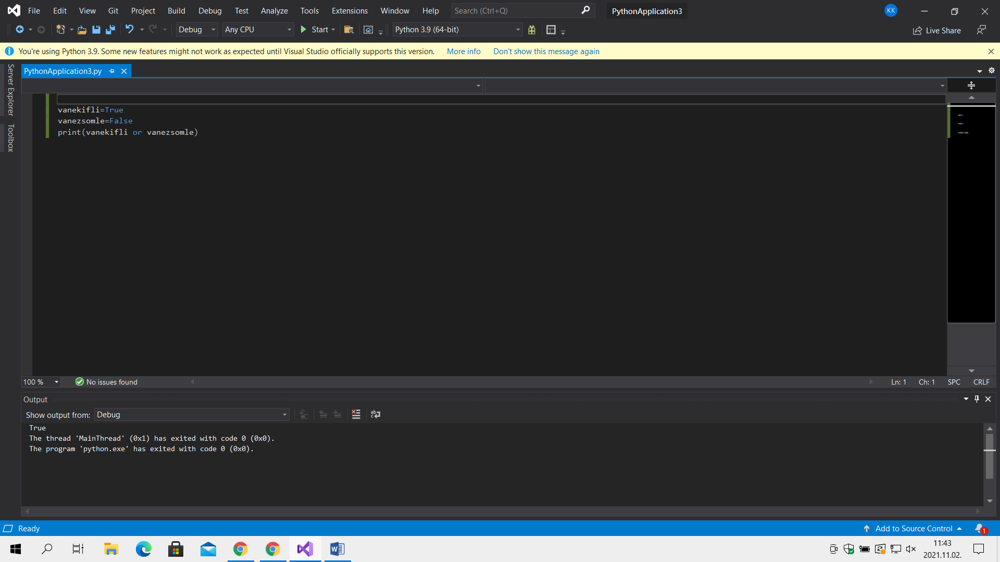 File Edit View Git Project Build Debug Test Analyze Tools Extensions Window Help Search (Ctrl+Q) PythonApplication3 KK
Debug Any CPU Start Python 3.9 (64-bit) Live Share
You're using Python 3.9. Some new features might not work as expected until Visual Studio officially supports this version. More info Don't show this message again
Server Explorer
Toolbox
PythonApplication3.py
vanekifli=True
vanezsomle=False
print(vanekifli or vanezsomle)
100 % No issues found Ln: 1 Ch: 1 SPC CRLF
Output
Show output from: Debug
True
The thread 'MainThread' (0x1) has exited with code 0 (0x0).
The program 'python.exe' has exited with code 0 (0x0).
Ready Add to Source Control 1
11:43
2021.11.02.